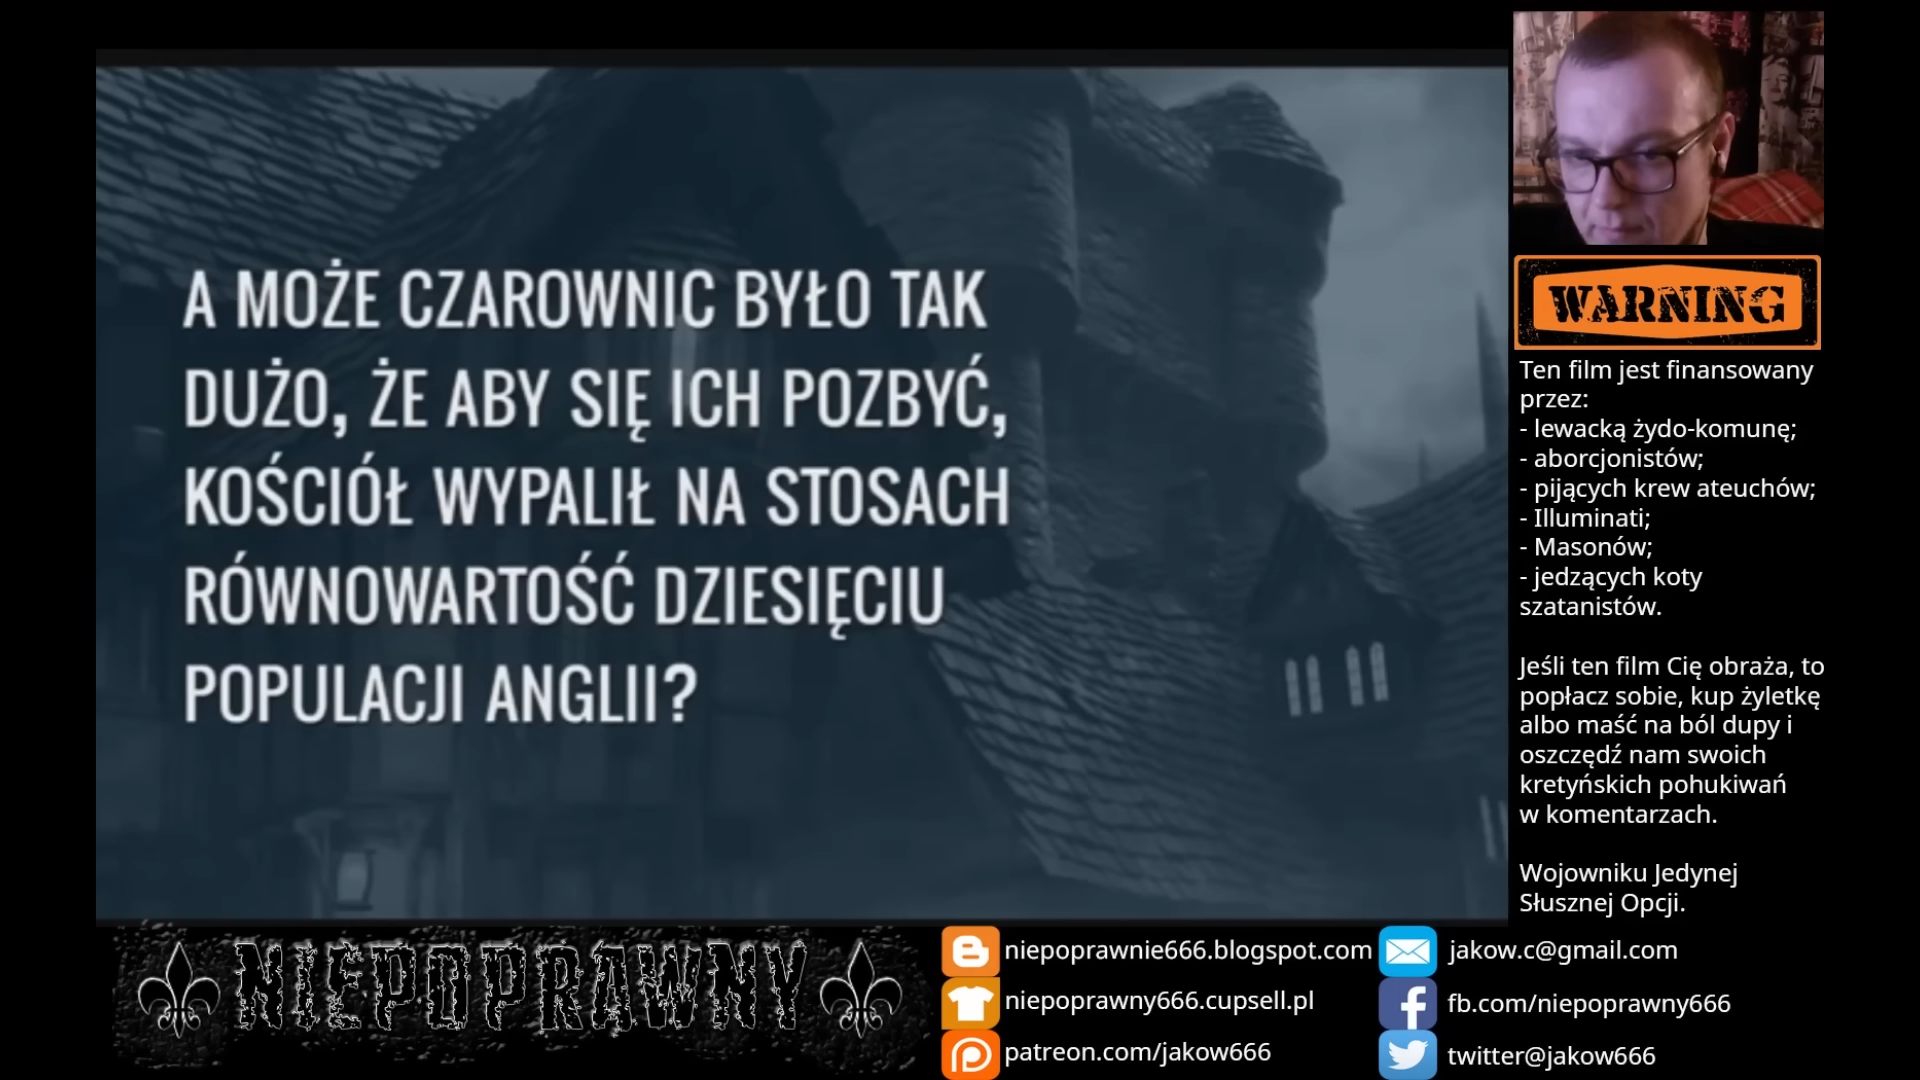 A MOŻE CZAROWNIC BYŁO TAK
DUŻO, ŻE ABY SIĘ ICH POZBYĆ,
KOŚCIÓŁ WYPALIŁ NA STOSACH
RÓWNOWARTOŚĆ DZIESIĘCIU
POPULACJI ANGLII?
WARNING
Ten film jest finansowany
przez:
- lewacką żydo-komunę;
- aborcjonistów;
- pijących krew ateuchów;
- Illuminati;
- Masonów;
- jedzących koty
szatanistów.
Jeśli ten film Cię obraża, to
popłacz sobie, kup żyletkę
albo maść na ból dupy i
oszczędź nam swoich
kretyńskich pohukiwań
w komentarzach.
Wojowniku Jedynej
Słusznej Opcji.
NIEPOPRAWNY
niepoprawnie666.blogspot.com
jakow.c@gmail.com
niepoprawny666.cupsell.pl
fb.com/niepoprawny666
patreon.com/jakow666
twitter@jakow666